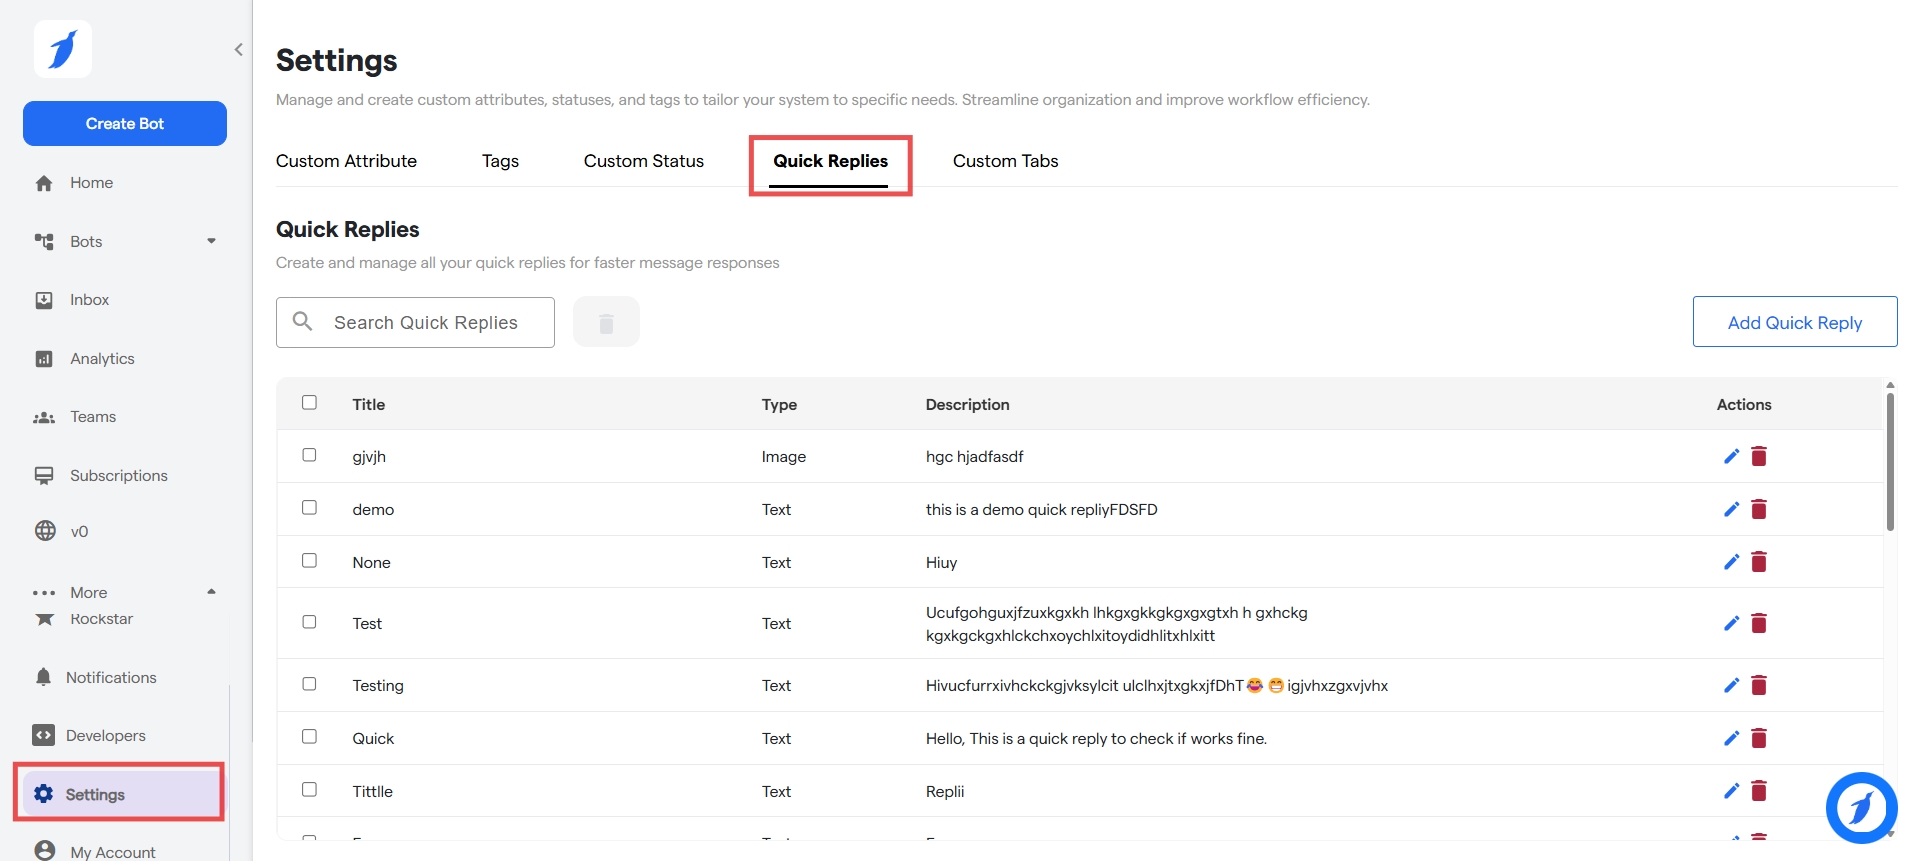 Create Bot
Home
Bots
Inbox
Analytics
Teams
Subscriptions
v0
More
Rockstar
Notifications
Developers
Settings
My Account
Settings
Manage and create custom attributes, statuses, and tags to tailor your system to specific needs. Streamline organization and improve workflow efficiency.
Custom Attribute Tags Custom Status Quick Replies Custom Tabs
Quick Replies
Create and manage all your quick replies for faster message responses
Search Quick Replies
Add Quick Reply
Title Type Description Actions
gjvjh Image hgc hjadfasdf
demo Text this is a demo quick repliyFDSFD
None Text Hiuy
Test Text Ucufgohguxjfzuxkgxkh lhkgxgkkgkgxgxgtxh h gxhckg
kgxkgckgxhlckchxoychlxitoydidhlitxhlxitt
Testing Text Hivucfurrxivhckckgjvksylcit ulclhxjtxgkxjfDhT😂 😁igjvhxzgxvjvhx
Quick Text Hello, This is a quick reply to check if works fine.
Tittlle Text Replii